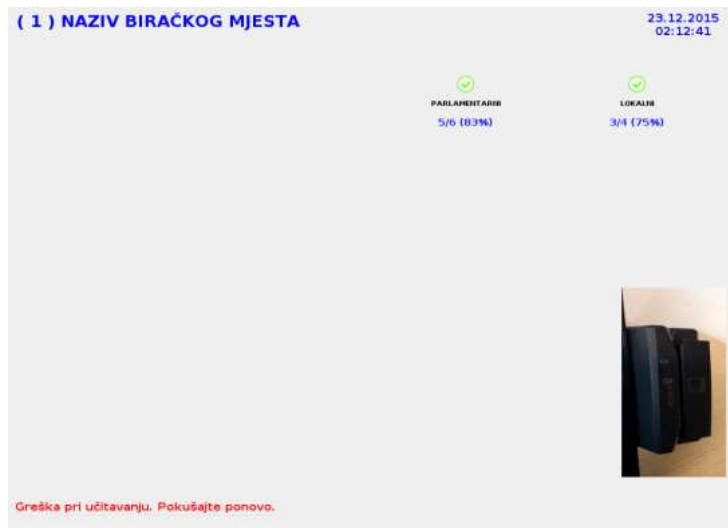 ( 1 ) NAZIV BIRAČKOG MJESTA
23.12.2015
02:12:41
PARLAMENTARNI
LOKALNI
5/6 (83%)
3/4 (75%)
Greška pri učitavanju. Pokušajte ponovo.